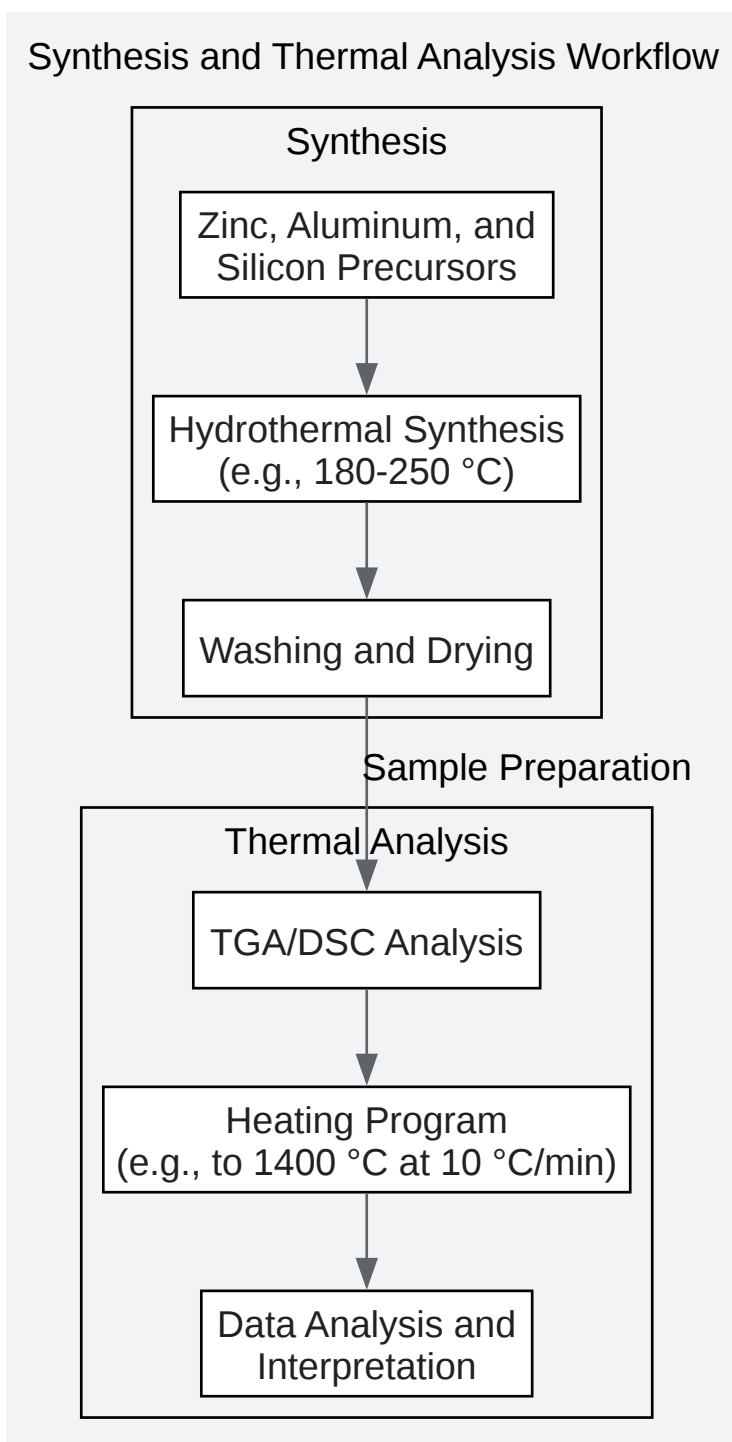 Synthesis and Thermal Analysis Workflow
Synthesis
Zinc, Aluminum, and
Silicon Precursors
Hydrothermal Synthesis
(e.g., 180-250 °C)
Washing and Drying
Sample Preparation
Thermal Analysis
TGA/DSC Analysis
Heating Program
(e.g., to 1400 °C at 10 °C/min)
Data Analysis and
Interpretation